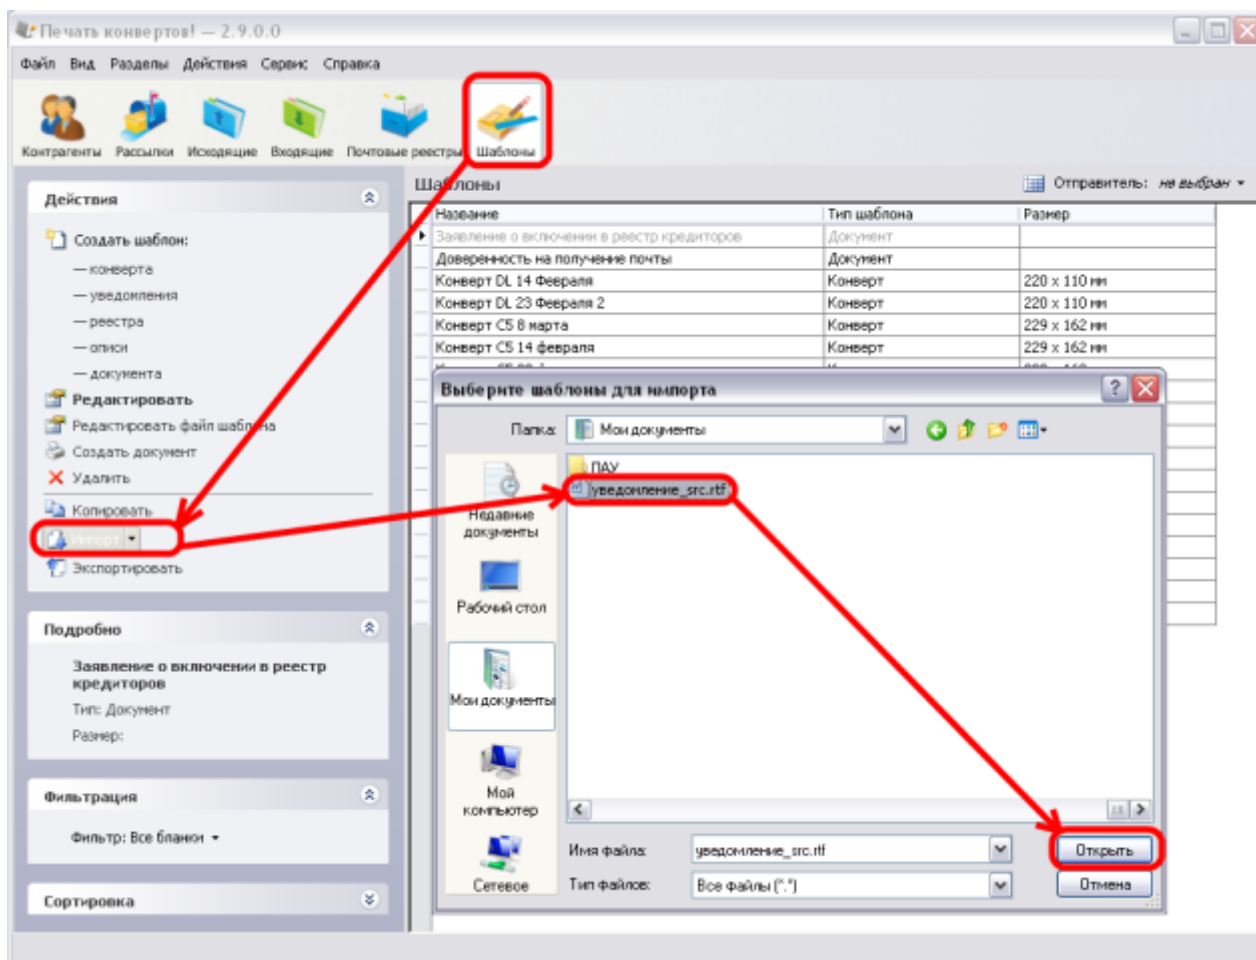 Печать конвертов! — 2.9.0.0
Файл Вид Разделы Действия Сервис Справка
Контрагенты Рассылки Исходящие Входящие Почтовые реестры Шаблоны
Действия
Создать шаблон:
— конверта
— уведомления
— реестра
— описи
— документа
Редактировать
Редактировать файл шаблона
Создать документ
Удалить
Копировать
Импорт
Экспортировать
Подробно
Заявление о включении в реестр
кредиторов
Тип: Документ
Размер:
Фильтрация
Фильтр: Все бланки
Сортировка
Шаблоны
Отправитель: не выбран
Название Тип шаблона Размер
Заявление о включении в реестр кредиторов Документ
Доверенность на получение почты Документ
Конверт DL 14 Февраля Конверт 220 x 110 мм
Конверт DL 23 Февраля 2 Конверт 220 x 110 мм
Конверт C5 8 марта Конверт 229 x 162 мм
Конверт C5 14 февраля Конверт 229 x 162 мм
Выберите шаблоны для импорта
Папка: Мои документы
ПАУ
уведомление_src.rtf
Недавние
документы
Рабочий стол
Мои документы
Мой
компьютер
Сетевое
Имя файла: уведомление_src.rtf
Открыть
Тип файлов: Все файлы (*.*)
Отмена